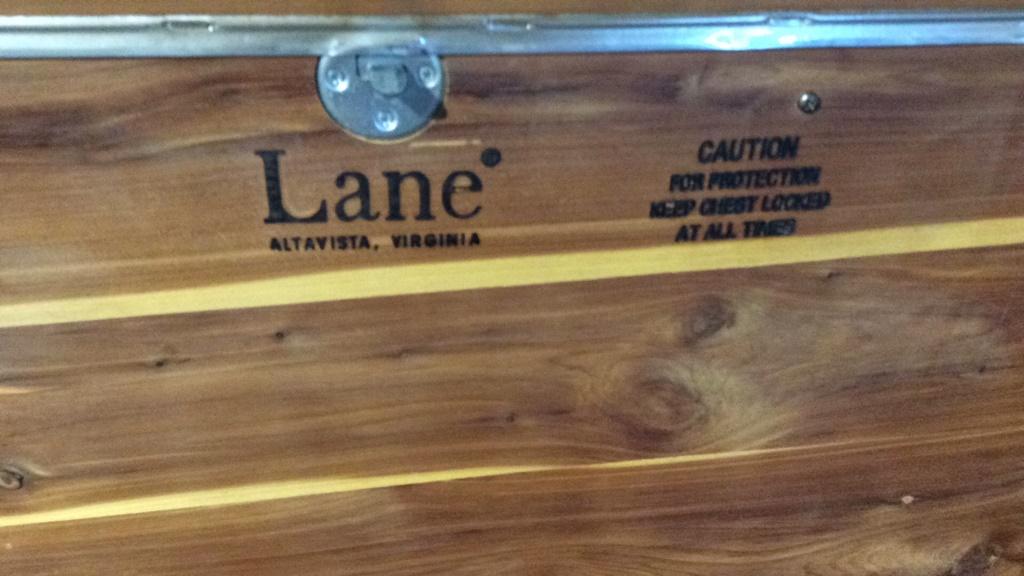 Lane®
ALTAVISTA, VIRGINIA
CAUTION
FOR PROTECTION
KEEP CHEST LOCKED
AT ALL TIMES